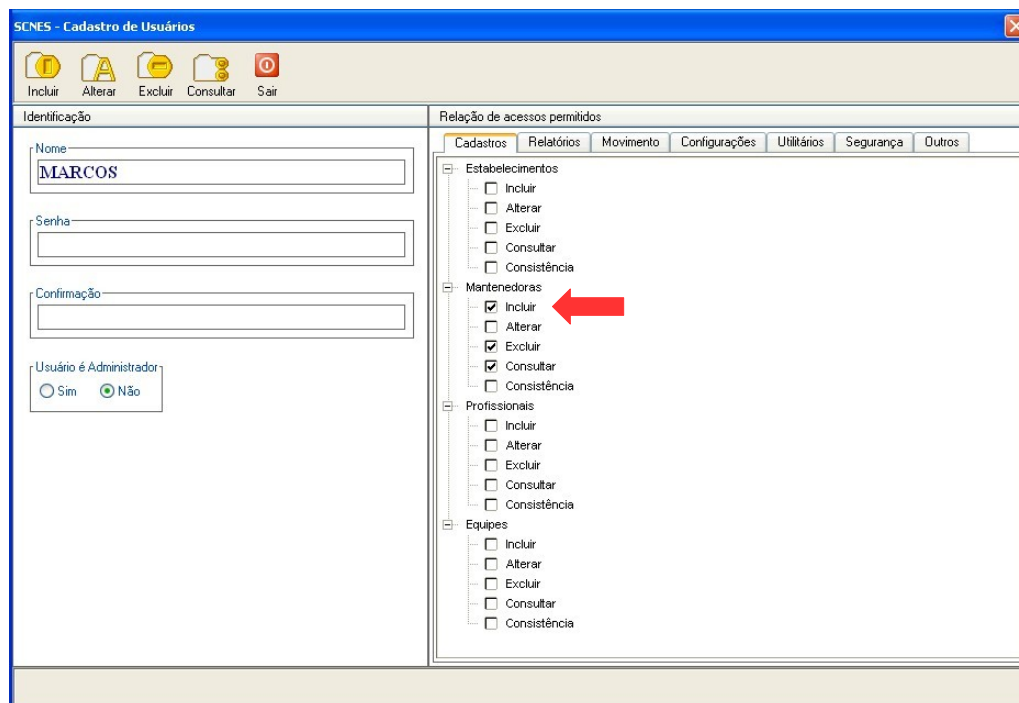 SCNES - Cadastro de Usuários
Incluir Alterar Excluir Consultar Sair
Identificação
Nome
MARCOS
Senha
Confirmação
Usuário é Administrador
Sim Não
Relação de acessos permitidos
Cadastros Relatórios Movimento Configurações Utilitários Segurança Outros
Estabelecimentos
Incluir
Alterar
Excluir
Consultar
Consistência
Mantenedoras
Incluir
Alterar
Excluir
Consultar
Consistência
Profissionais
Incluir
Alterar
Excluir
Consultar
Consistência
Equipes
Incluir
Alterar
Excluir
Consultar
Consistência